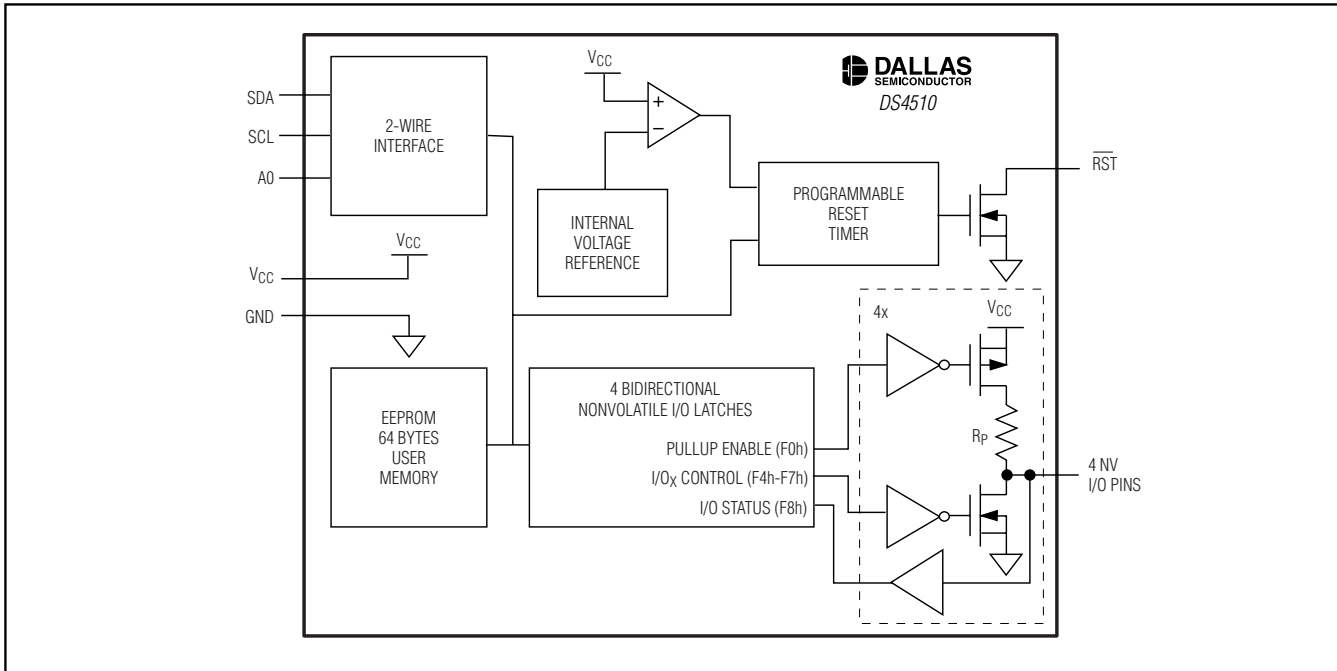 DALLAS
SEMICONDUCTOR
DS4510
SDA
SCL
A0
2-WIRE
INTERFACE
VCC
+
−
INTERNAL
VOLTAGE
REFERENCE
PROGRAMMABLE
RESET
TIMER
RST
VCC
VCC
GND
EEPROM
64 BYTES
USER
MEMORY
4 BIDIRECTIONAL
NONVOLATILE I/O LATCHES
PULLUP ENABLE (F0h)
I/OX CONTROL (F4h-F7h)
I/O STATUS (F8h)
4x
VCC
RP
4 NV
I/O PINS